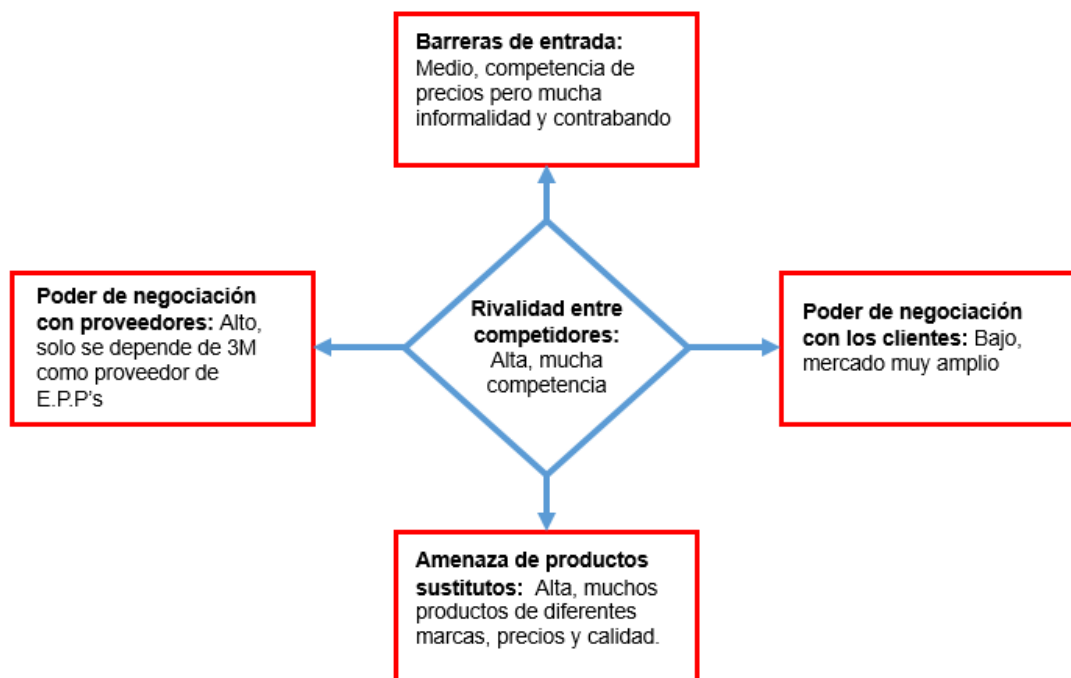 Barreras de entrada:
Medio, competencia de
precios pero mucha
informalidad y contrabando
Poder de negociación
con proveedores: Alto,
solo se depende de 3M
como proveedor de
E.P.P's
Rivalidad entre
competidores:
Alta, mucha
competencia
Poder de negociación
con los clientes: Bajo,
mercado muy amplio
Amenaza de productos
sustitutos: Alta, muchos
productos de diferentes
marcas, precios y calidad.